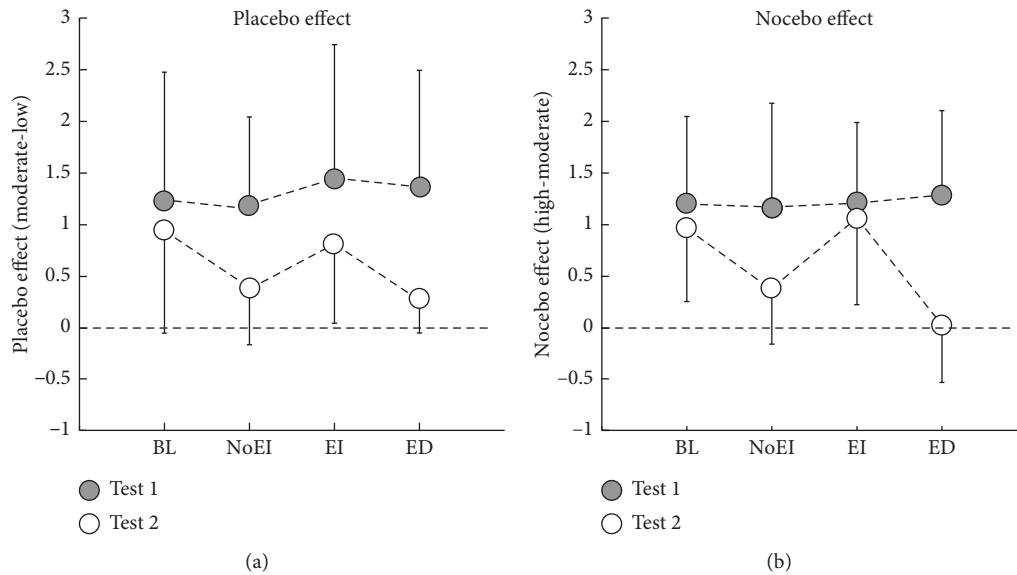 Placebo effect
3
2.5
2
1.5
1
0.5
0
−0.5
−1
Placebo effect (moderate-low)
BL NoEI EI ED
Test 1
Test 2
(a)
Nocebo effect
3
2.5
2
1.5
1
0.5
0
−0.5
−1
Nocebo effect (high-moderate)
BL NoEI EI ED
Test 1
Test 2
(b)